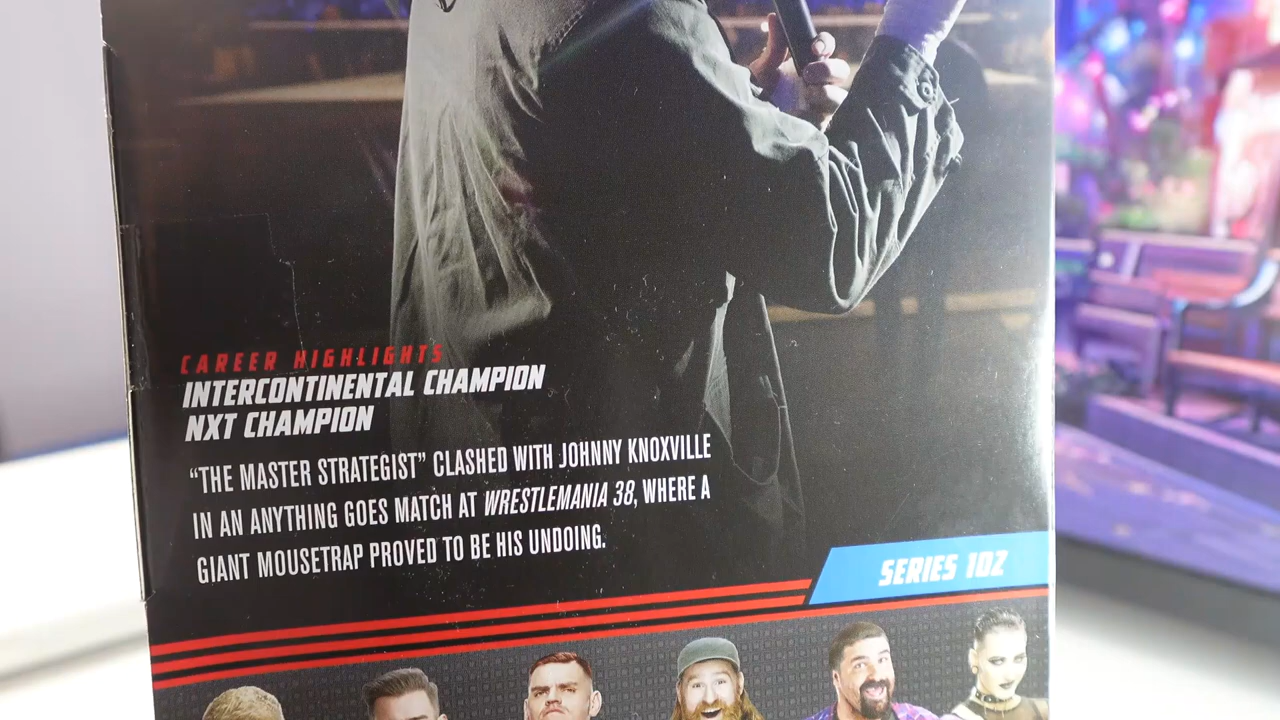 CAREER HIGHLIGHTS
INTERCONTINENTAL CHAMPION
NXT CHAMPION
“THE MASTER STRATEGIST” CLASHED WITH JOHNNY KNOXVILLE
IN AN ANYTHING GOES MATCH AT WRESTLEMANIA 38, WHERE A
GIANT MOUSETRAP PROVED TO BE HIS UNDOING.
SERIES 102